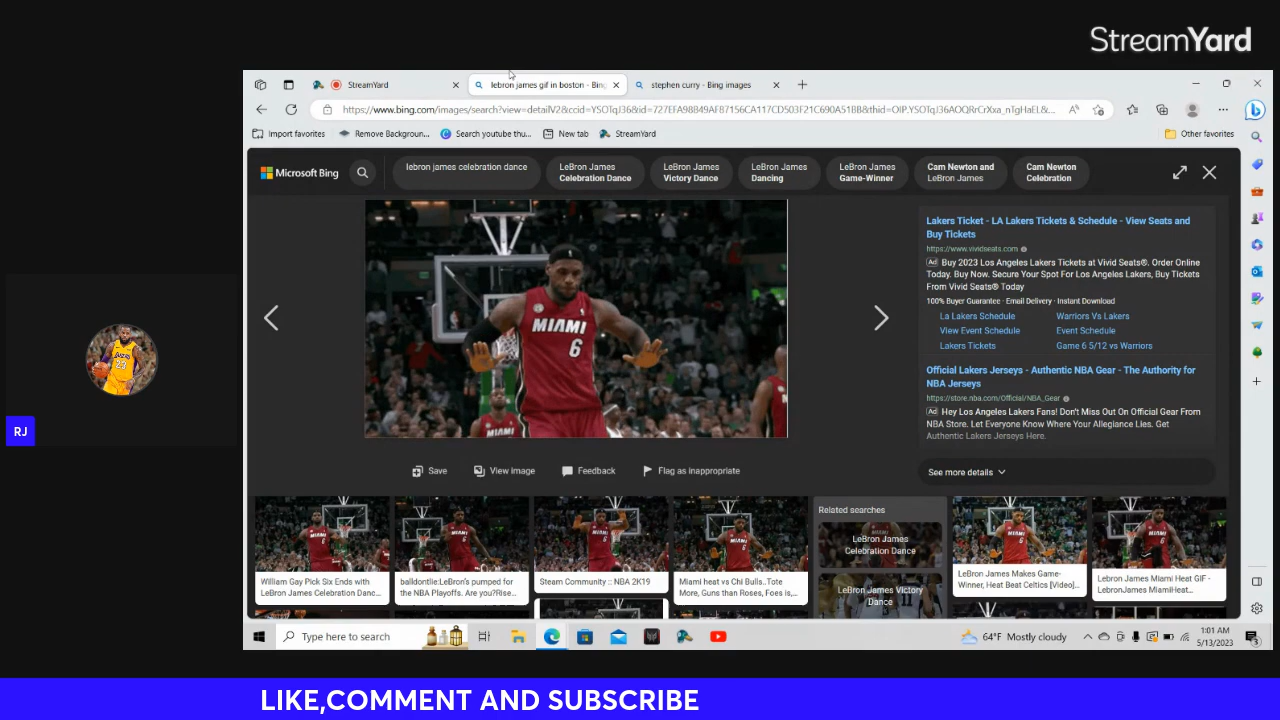 StreamYard
StreamYard
lebron james gif in boston - Bing
stephen curry - Bing images
https://www.bing.com/images/search?view=detailV2&ccid=YSOTqJ36&id=727EFA98B49AF87156CA117CD503F21C690A51BB&thid=OIP.YSOTqJ36AOQRrCrXxa_nTgHaEL&...
Import favorites
Remove Backgroun...
Search youtube thu...
New tab
StreamYard
Other favorites
Microsoft Bing
lebron james celebration dance
LeBron James
Celebration Dance
LeBron James
Victory Dance
LeBron James
Dancing
LeBron James
Game-Winner
Cam Newton and
LeBron James
Cam Newton
Celebration
MIAMI
6
MIAMI
Lakers Ticket - LA Lakers Tickets & Schedule - View Seats and
Buy Tickets
https://www.vividseats.com
Ad Buy 2023 Los Angeles Lakers Tickets at Vivid Seats®. Order Online
Today. Buy Now. Secure Your Spot For Los Angeles Lakers, Buy Tickets
From Vivid Seats® Today
100% Buyer Guarantee · Email Delivery · Instant Download
La Lakers Schedule
Warriors Vs Lakers
View Event Schedule
Event Schedule
Lakers Tickets
Game 6 5/12 vs Warriors
Official Lakers Jerseys - Authentic NBA Gear - The Authority for
NBA Jerseys
https://store.nba.com/Official/NBA_Gear
Ad Hey Los Angeles Lakers Fans! Don't Miss Out On Official Gear From
NBA Store. Let Everyone Know Where Your Allegiance Lies. Get
Authentic Lakers Jerseys Here.
See more details
Save
View Image
Feedback
Flag as inappropriate
William Gay Pick Six Ends with
LeBron James Celebration Danc...
balldontlie:LeBron's pumped for
the NBA Playoffs. Are you?Rise...
Steam Community :: NBA 2K19
Miami heat vs Chi Bulls..Tote
More, Guns than Roses, Foes is,...
Related searches
LeBron James
Celebration Dance
LeBron James Victory
Dance
LeBron James Makes Game-
Winner, Heat Beat Celtics [Video]...
Lebron James Miami Heat GIF -
LebronJames MiamiHeat...
RJ
Type here to search
64°F Mostly cloudy
1:01 AM
5/13/2023
LIKE,COMMENT AND SUBSCRIBE